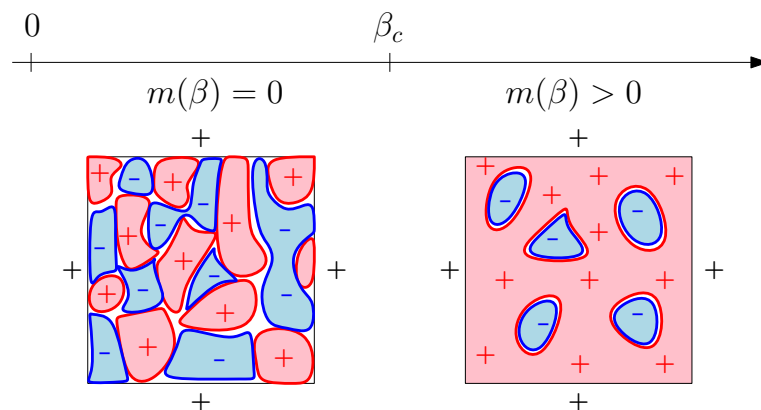 0 β_c
m(β) = 0 m(β) > 0
+ +
+ − + + + + +
− − + + − + − +
+ − + − +
+ − + + − + + + +
+ − − + − −
− + − + + + +
+ +